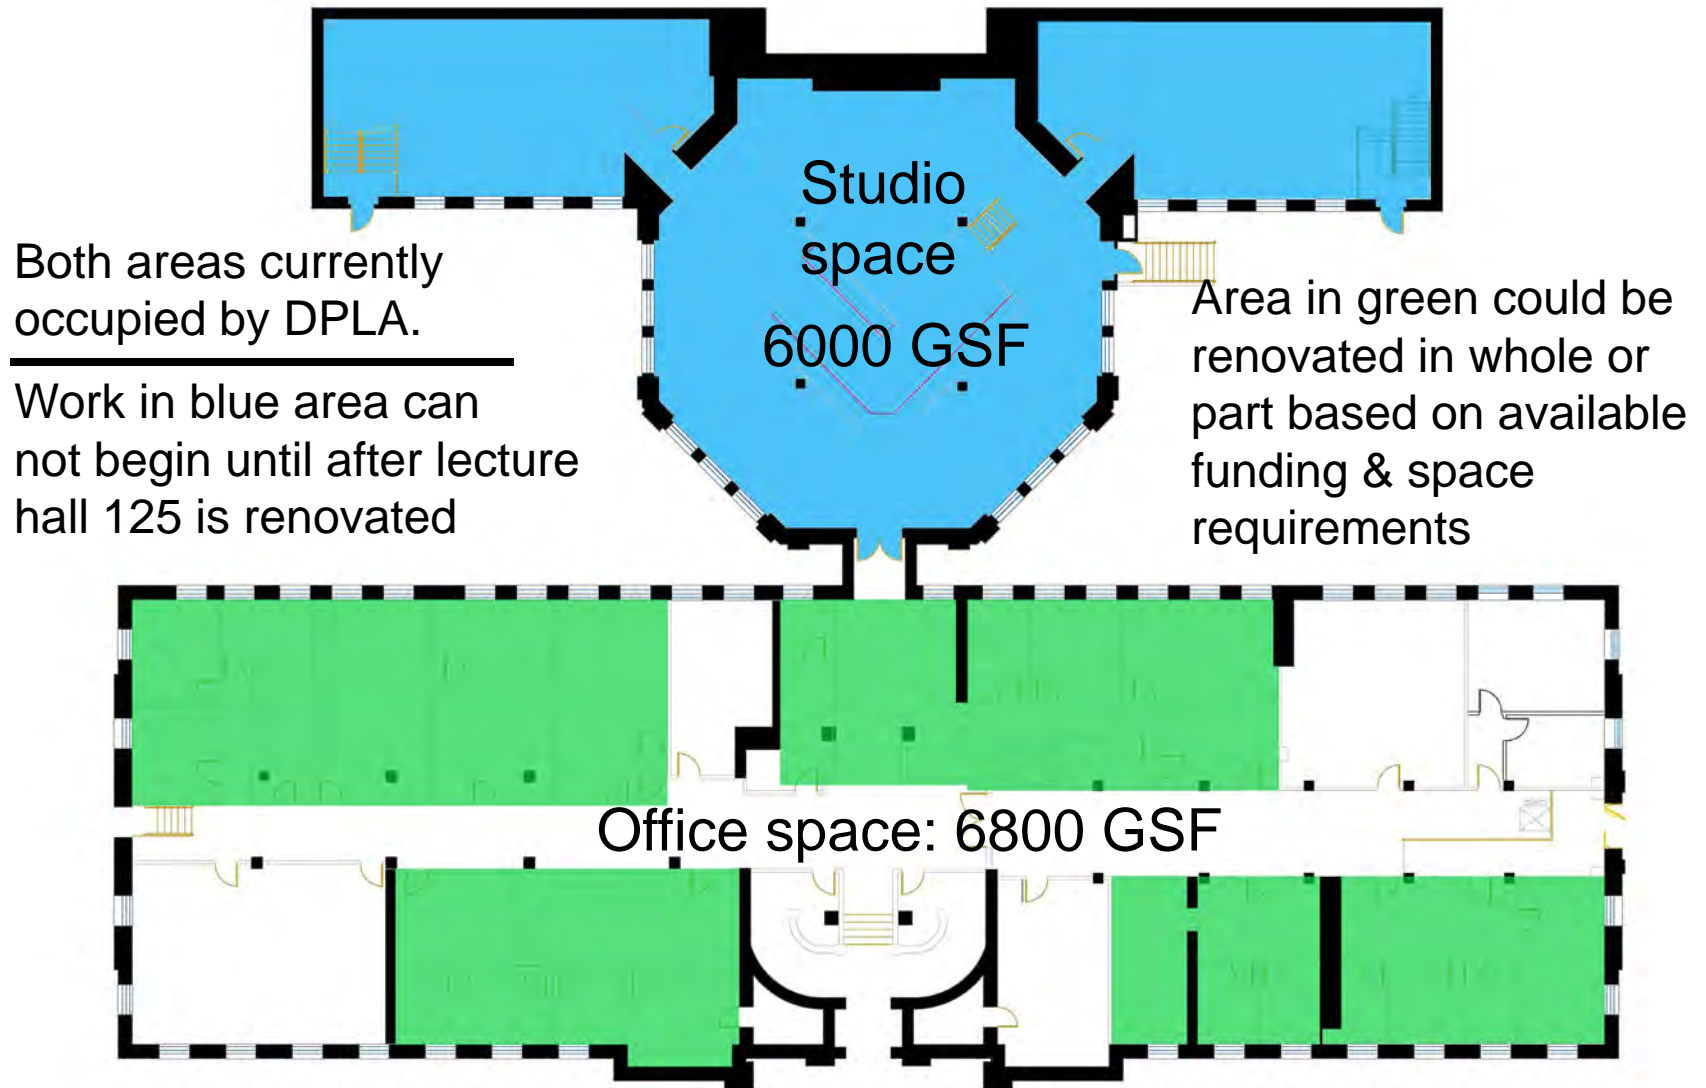 Studio
space
6000 GSF
Both areas currently
occupied by DPLA.
Work in blue area can
not begin until after lecture
hall 125 is renovated
Area in green could be
renovated in whole or
part based on available
funding & space
requirements
Office space: 6800 GSF